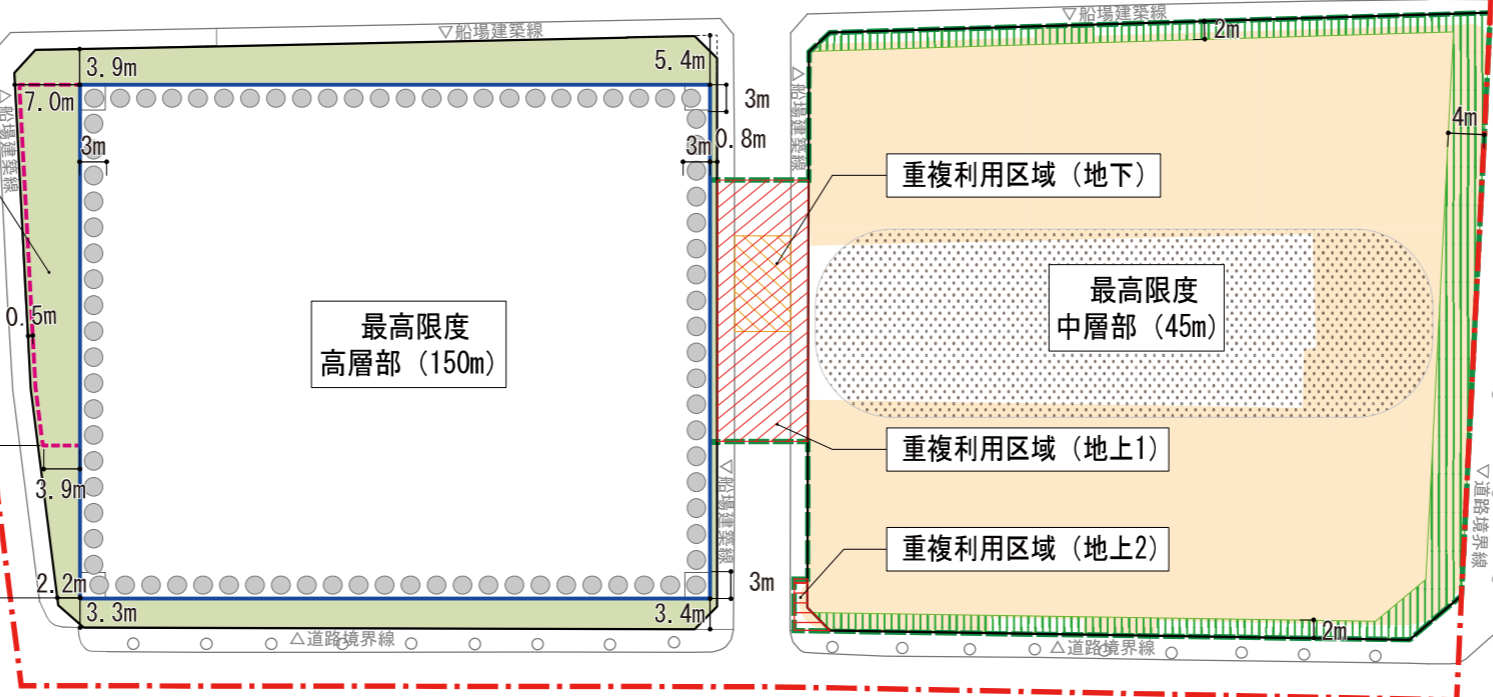 ▽船場建築線
▽船場建築線
2m
3.9m
5.4m
7.0m
3m
▽船場建築線
▽船場建築線
4m
3m
3m
0.8m
重複利用区域（地下）
0.5m
最高限度
高層部（150m）
最高限度
中層部（45m）
重複利用区域（地上1）
▽船場建築線
▽道路境界線
3.9m
重複利用区域（地上2）
2.2m
3m
3.3m
3.4m
2m
△道路境界線
△道路境界線